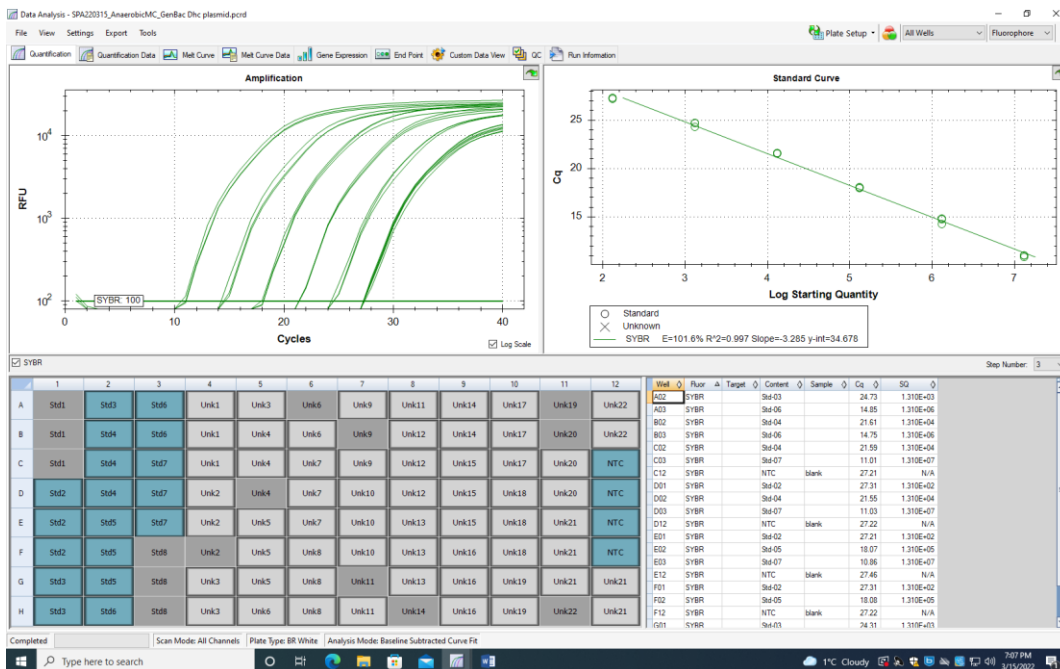 Data Analysis - SPA220315_AnaerobicMC_GenBac Dhc plasmid.pcrd
File View Settings Export Tools
Plate Setup All Wells Fluorophore
Quantification Quantification Data Melt Curve Melt Curve Data Gene Expression End Point Custom Data View QC Run Information
Amplification
10^4
10^3
10^2
RFU
SYBR: 100
0 10 20 30 40
Cycles
Log Scale
Standard Curve
25
20
15
Cq
2 3 4 5 6 7
Log Starting Quantity
Standard
Unknown
SYBR E=101.6% R^2=0.997 Slope=-3.285 y-int=34.678
SYBR
Step Number: 3
1 2 3 4 5 6 7 8 9 10 11 12
A Std1 Std3 Std6 Unk1 Unk3 Unk6 Unk9 Unk11 Unk14 Unk17 Unk19 Unk22
B Std1 Std4 Std6 Unk1 Unk4 Unk6 Unk9 Unk12 Unk14 Unk17 Unk20 Unk22
C Std1 Std4 Std7 Unk1 Unk4 Unk7 Unk9 Unk12 Unk15 Unk17 Unk20 NTC
D Std2 Std4 Std7 Unk2 Unk4 Unk7 Unk10 Unk12 Unk15 Unk18 Unk20 NTC
E Std2 Std5 Std7 Unk2 Unk5 Unk7 Unk10 Unk13 Unk15 Unk18 Unk21 NTC
F Std2 Std5 Std8 Unk2 Unk5 Unk8 Unk10 Unk13 Unk16 Unk18 Unk21 NTC
G Std3 Std5 Std8 Unk3 Unk5 Unk8 Unk11 Unk13 Unk16 Unk19 Unk21 Unk21
H Std3 Std6 Std8 Unk3 Unk6 Unk8 Unk11 Unk14 Unk16 Unk19 Unk22 Unk21
Well Fluor Target Content Sample Cq SQ
A02 SYBR Std-03 24.73 1.310E+03
A03 SYBR Std-06 14.85 1.310E+06
B02 SYBR Std-04 21.61 1.310E+04
B03 SYBR Std-06 14.75 1.310E+06
C02 SYBR Std-04 21.59 1.310E+04
C03 SYBR Std-07 11.01 1.310E+07
C12 SYBR NTC blank 27.21 N/A
D01 SYBR Std-02 27.31 1.310E+02
D02 SYBR Std-04 21.55 1.310E+04
D03 SYBR Std-07 11.03 1.310E+07
D12 SYBR NTC blank 27.22 N/A
E01 SYBR Std-02 27.21 1.310E+02
E02 SYBR Std-05 18.07 1.310E+05
E03 SYBR Std-07 10.86 1.310E+07
E12 SYBR NTC blank 27.46 N/A
F01 SYBR Std-02 27.31 1.310E+02
F02 SYBR Std-05 18.08 1.310E+05
F12 SYBR NTC blank 27.22 N/A
G01 SYBR Std-03 24.31 1.310E+03
Completed Scan Mode: All Channels Plate Type: BR White Analysis Mode: Baseline Subtracted Curve Fit
Type here to search
1°C Cloudy
7:07 PM
3/15/2022